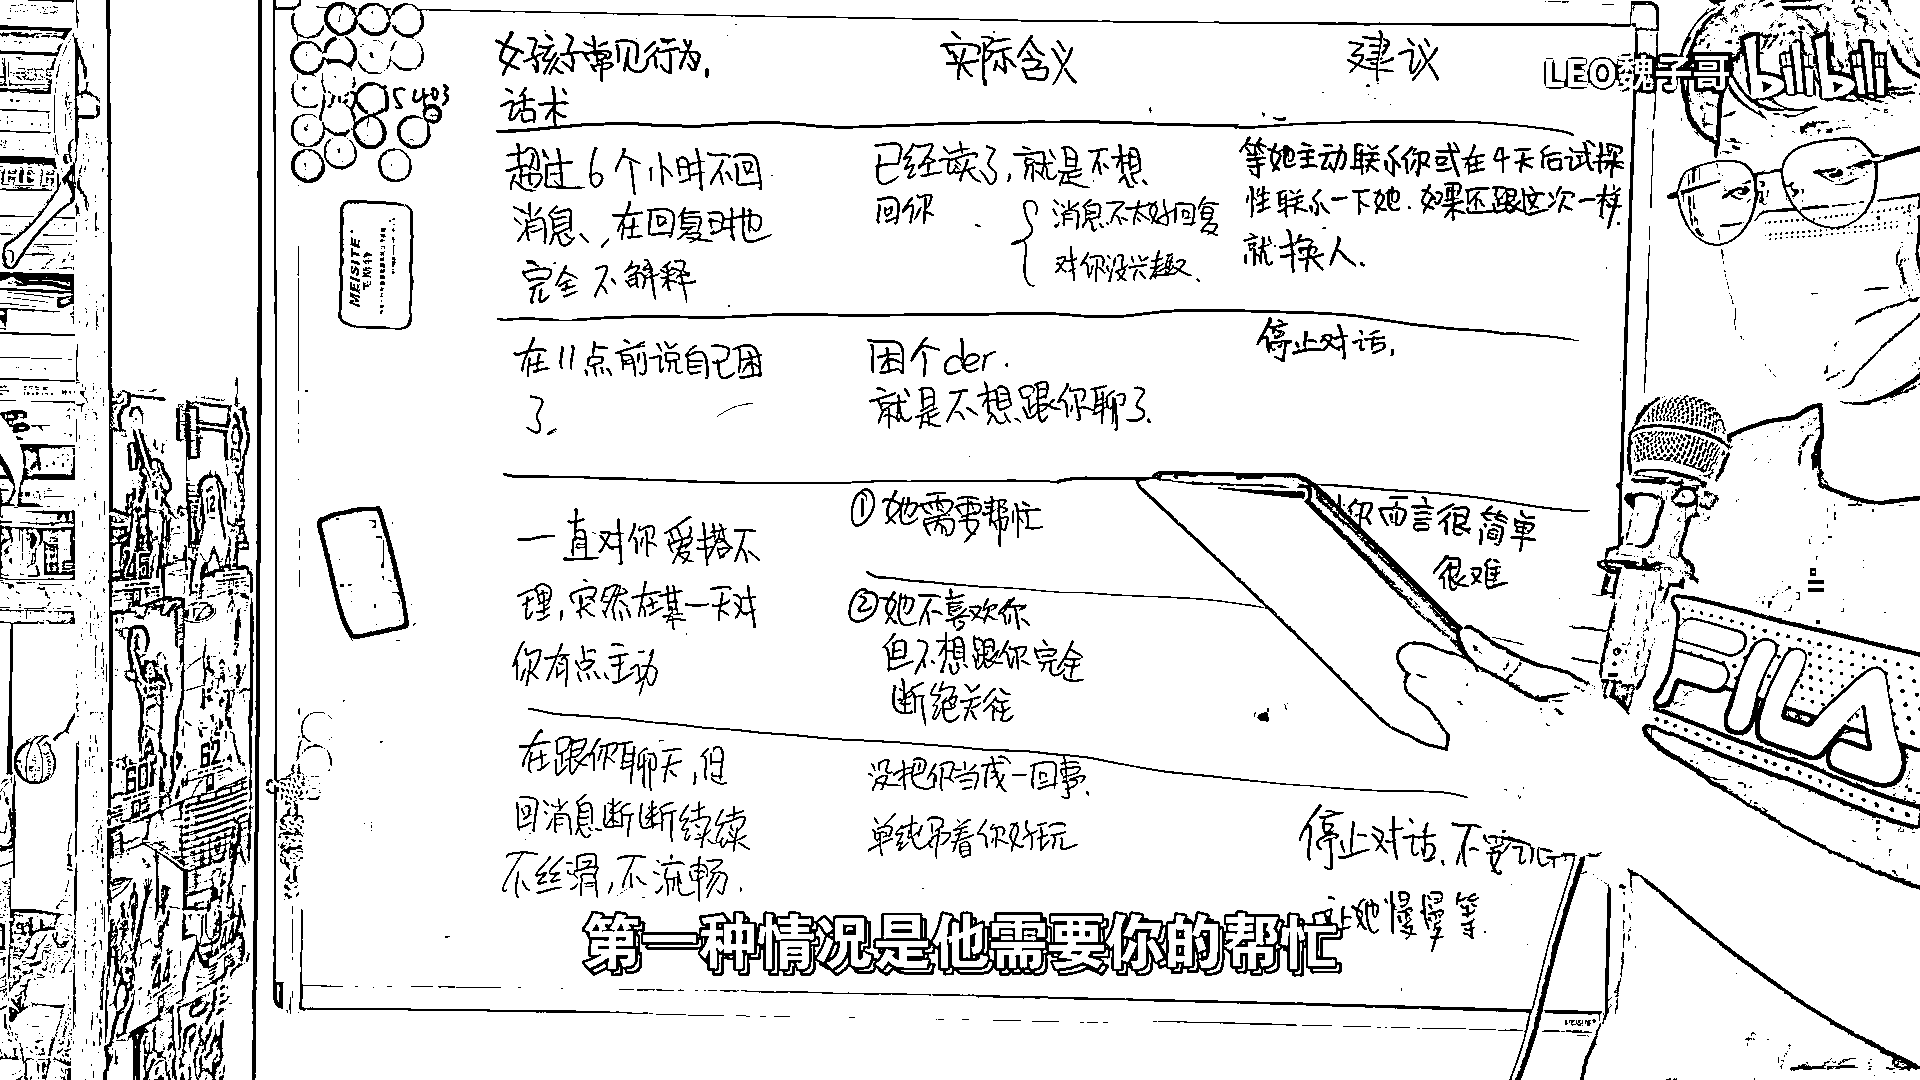 女孩子常见行为,
话术
实际含义
建议
LEO魏子哥 bilibili
5403
超过6个小时不回
消息、,在回复时也
完全不解释
已经读了,就是不想
回你
消息不太好回复
对你没兴趣、
等她主动联系你或在4天后试探
性联系一下她.如果还跟这次一样
就换人.
MEISITE
在11点前说自己困
了.
困个der.
就是不想跟你聊了.
停止对话,
一直对你爱搭不
理,突然在某一天对
你有点主动
①她需要帮忙
你而言很简单
很难
②她不喜欢你
但不想跟你完全
断绝关往
FILA
在跟你聊天,但
回消息断断续续
不丝滑,不流畅.
没把你当成一回事.
单纯吊着你好玩
停止对话.不要
让她慢慢等.
第一种情况是他需要你的帮忙